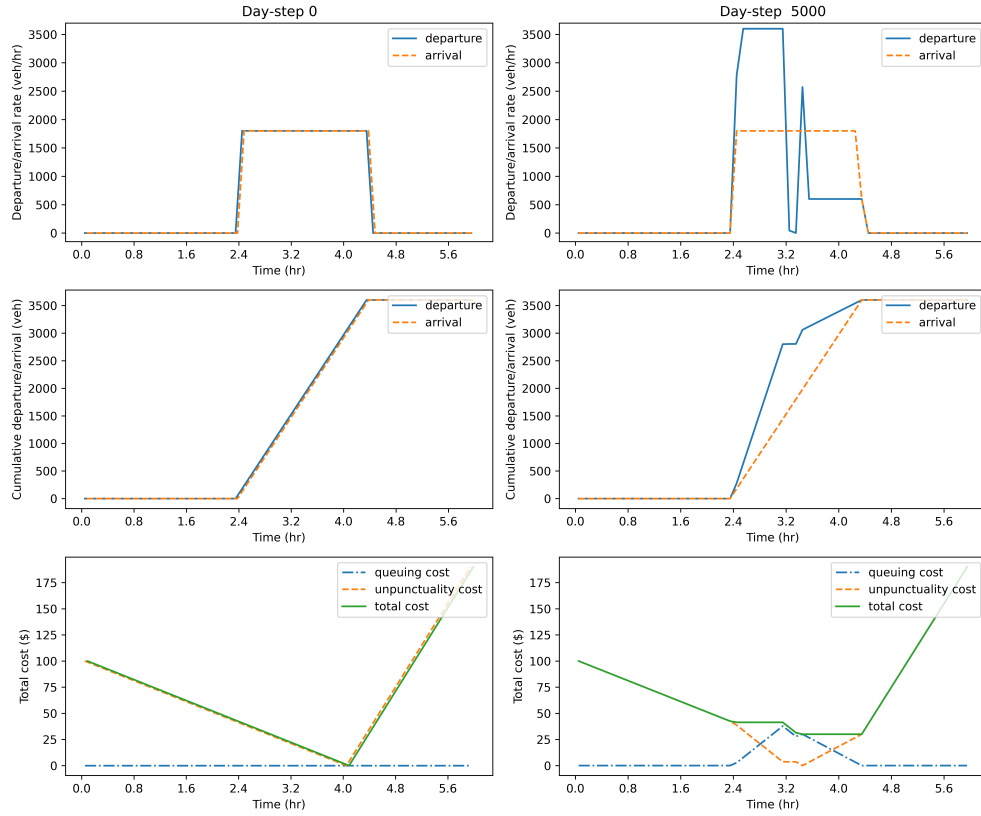 Day-step 0
Departure/arrival rate (veh/hr)
3500
3000
2500
2000
1500
1000
500
0
departure
arrival
0.0 0.8 1.6 2.4 3.2 4.0 4.8 5.6
Time (hr)
Day-step  5000
Departure/arrival rate (veh/hr)
3500
3000
2500
2000
1500
1000
500
0
departure
arrival
0.0 0.8 1.6 2.4 3.2 4.0 4.8 5.6
Time (hr)
Cumulative departure/arrival (veh)
3500
3000
2500
2000
1500
1000
500
0
departure
arrival
0.0 0.8 1.6 2.4 3.2 4.0 4.8 5.6
Time (hr)
Cumulative departure/arrival (veh)
3500
3000
2500
2000
1500
1000
500
0
departure
arrival
0.0 0.8 1.6 2.4 3.2 4.0 4.8 5.6
Time (hr)
Total cost ($)
175
150
125
100
75
50
25
0
queuing cost
unpunctuality cost
total cost
0.0 0.8 1.6 2.4 3.2 4.0 4.8 5.6
Time (hr)
Total cost ($)
175
150
125
100
75
50
25
0
queuing cost
unpunctuality cost
total cost
0.0 0.8 1.6 2.4 3.2 4.0 4.8 5.6
Time (hr)